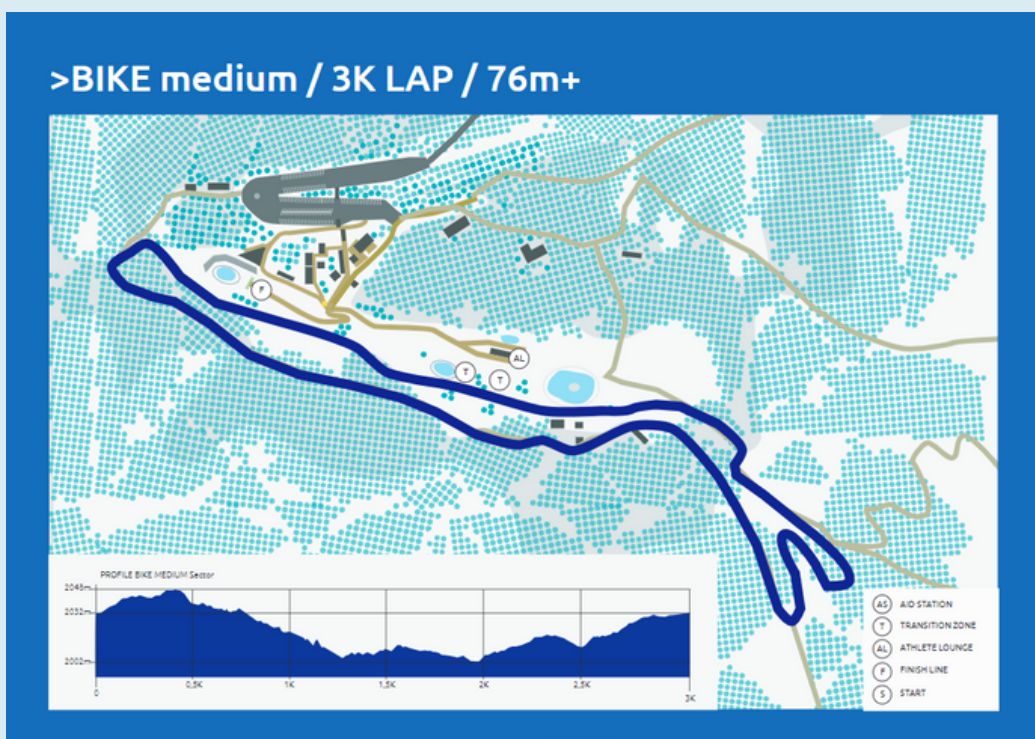 >BIKE medium / 3K LAP / 76m+
F
AL
T
T
PROFILE BIKE MEDIUM Sector
2046m
2032m
2002m
0
0,5K
1K
1,5K
2K
2,5K
3K
AS AID STATION
T TRANSITION ZONE
AL ATHLETE LOUNGE
F FINISH LINE
S START